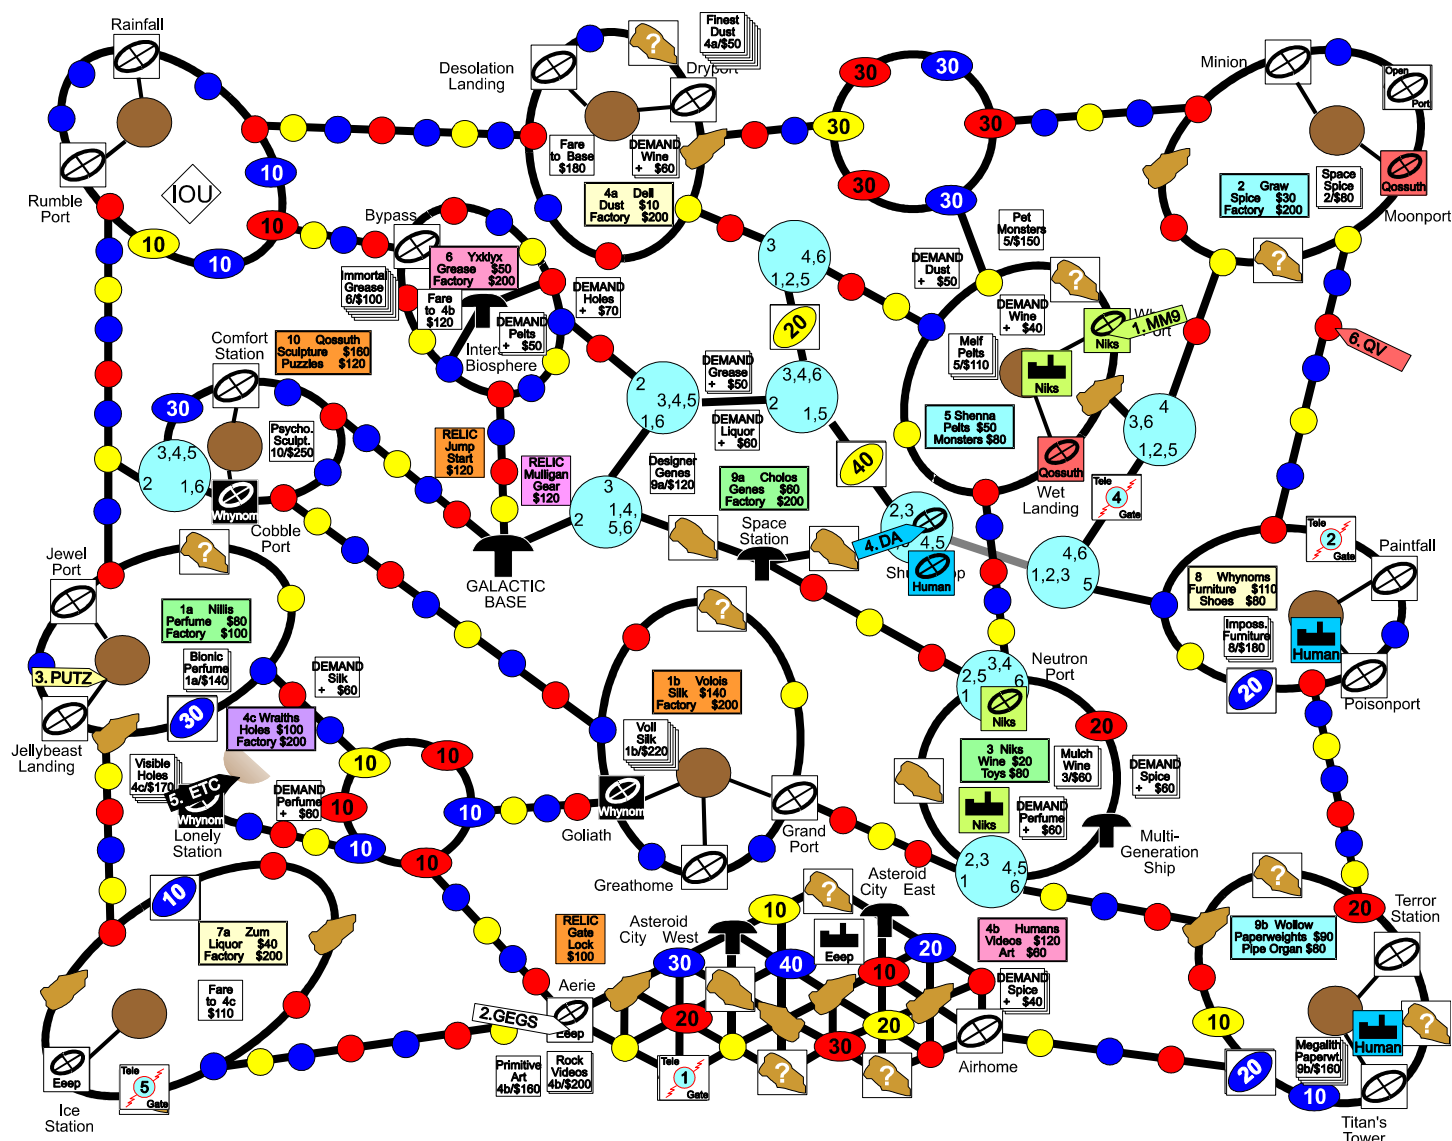 Rainfall
Rumble
Port
IOU
10
10
10
10
Desolation
Landing
?
Finest
Dust
4a/$50
Dryport
Fare
to Base
$180
DEMAND
Wine
+ $60
4a Dell
Dust $10
Factory $200
30
30
30
30
30
30
Minion
Open
Port
Qossuth
Moonport
2 Graw
Spice $30
Factory $200
Space
Spice
2/$80
?
Bypass
6 Yxklyx
Grease $50
Factory $200
Immortal
Grease
6/$100
Fare
to 4b
$120
DEMAND
Pelts
+ $50
DEMAND
Holes
+ $70
Biosphere
3
4,6
1,2,5
20
Pet
Monsters
5/$150
DEMAND
Dust
+ $50
DEMAND
Wine
+ $40
?
Niks
1.MM9
Melf
Pelts
5/$110
Niks
5 Shenna
Pelts $50
Monsters $80
Qossuth
Wet
Landing
6. QV
Comfort
Station
10 Qossuth
Sculpture $160
Puzzles $120
30
3,4,5
2
1,6
Psycho.
Sculpt.
10/$250
Whynom
Cobble
Port
2
3,4,5
1,6
DEMAND
Grease
+ $50
DEMAND
Liquor
+ $60
3,4,6
2
1,5
40
4
3,6
1,2,5
Tele
4
Gate
RELIC
Jump
Start
$120
RELIC
Mulligan
Gear
$120
Designer
Genes
9a/$120
9a Cholos
Genes $60
Factory $200
3
2
1,4,
5,6
GALACTIC
BASE
Space
Station
2,3
4,5
4. DA
Human
4,6
1,2,3
5
Tele
2
Gate
Paintfall
8 Whynoms
Furniture $110
Shoes $80
Imposs.
Furniture
8/$180
Human
20
Poisonport
Jewel
Port
?
1a Nillis
Perfume $80
Factory $100
Bionic
Perfume
1a/$140
3. PUTZ
30
Jellybeast
Landing
DEMAND
Silk
+ $60
4c Wraiths
Holes $100
Factory $200
Visible
Holes
4c/$170
5. ETC
Whynom
Lonely
Station
DEMAND
Perfume
+ $60
10
10
10
10
10
10
?
1b Volois
Silk $140
Factory $200
Voll
Silk
1b/$220
Whynom
Goliath
Greathome
Grand
Port
3,4
2,5
1
6
Neutron
Port
Niks
20
3 Niks
Wine $20
Toys $80
Mulch
Wine
3/$60
DEMAND
Spice
+ $60
Niks
DEMAND
Perfume
+ $60
Multi-
Generation
Ship
2,3
4,5
1
6
10
7a Zum
Liquor $40
Factory $200
Fare
to 4c
$110
Eeep
Tele
5
Gate
Ice
Station
RELIC
Gate
Lock
$100
Aerie
2.GEGS
Eeep
Primitive
Art
4b/$160
Rock
Videos
4b/$200
Asteroid
City West
Asteroid
City East
10
?
Eeep
30
40
10
20
20
20
30
?
?
Tele
1
Gate
4b Humans
Videos $120
Art $60
DEMAND
Spice
+ $40
Airhome
?
9b Wollow
Paperweights $90
Pipe Organ $80
20
Terror
Station
10
20
10
Megalith
Paperwt.
9b/$160
Human
?
Titan's
Tower